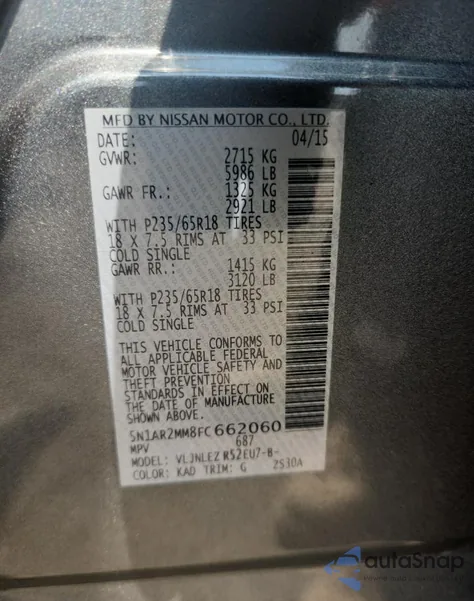 MFD BY NISSAN MOTOR CO., LTD.
DATE: 04/15
GVWR: 2715 KG
5986 LB
GAWR FR.: 1325 KG
2921 LB
WITH P235/65R18 TIRES
18 X 7.5 RIMS AT 33 PSI
COLD SINGLE
GAWR RR.: 1415 KG
3120 LB
WITH P235/65R18 TIRES
18 X 7.5 RIMS AT 33 PSI
COLD SINGLE
THIS VEHICLE CONFORMS TO
ALL APPLICABLE FEDERAL
MOTOR VEHICLE SAFETY AND
THEFT PREVENTION
STANDARDS IN EFFECT ON
THE DATE OF MANUFACTURE
SHOWN ABOVE.
5N1AR2MM8FC662060
MPV 687
MODEL: VLJNLEZ R52EU7-B-
COLOR: KAD TRIM: G 2S30A
autaSnap